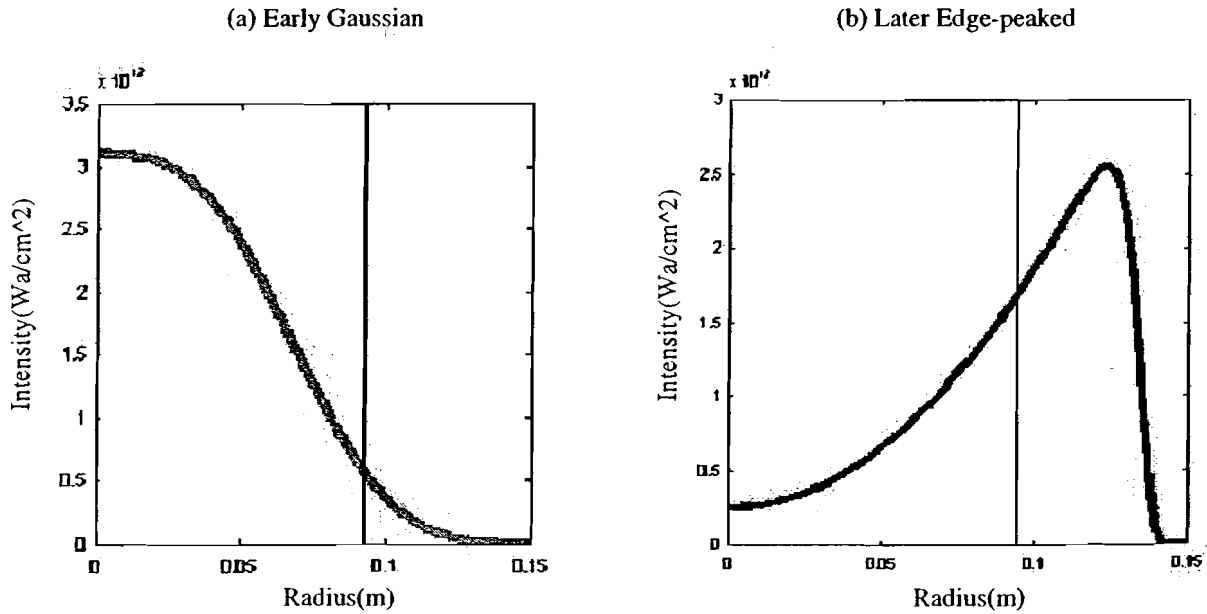 (a) Early Gaussian
(b) Later Edge-peaked
x 10^12
3.5
3
2.5
2
1.5
1
0.5
0
0
0.05
0.1
0.15
Intensity(Wa/cm^2)
Radius(m)
x 10^12
3
2.5
2
1.5
1
0.5
0
0
0.05
0.1
0.15
Intensity(Wa/cm^2)
Radius(m)